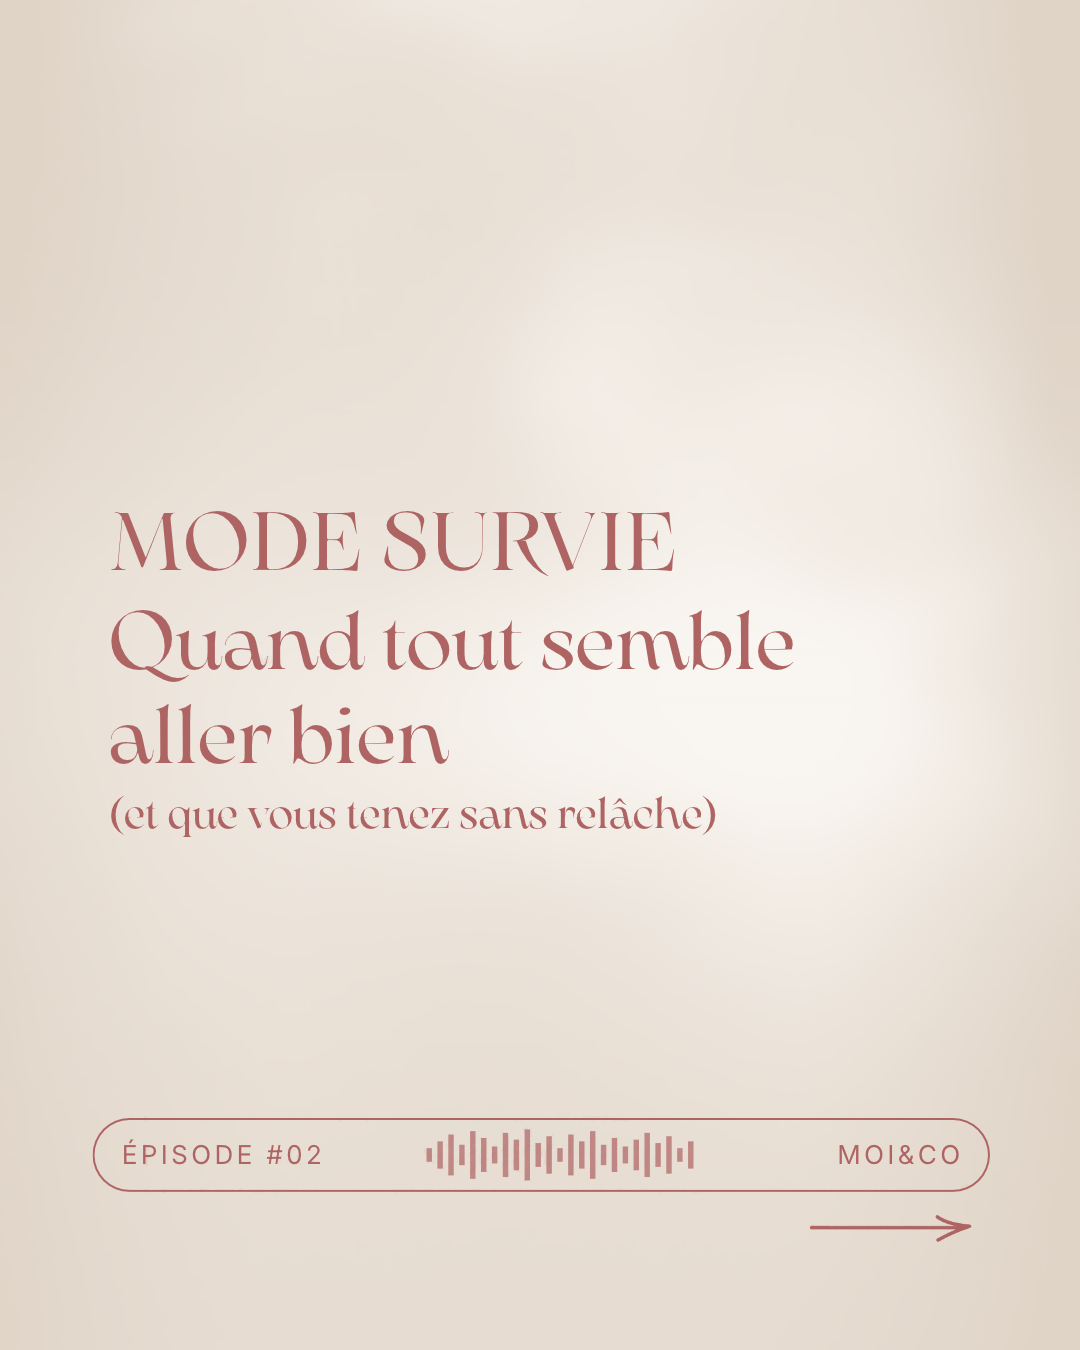 MODE SURVIE
Quand tout semble
aller bien
(et que vous tenez sans relâche)
ÉPISODE #02
MOI&CO